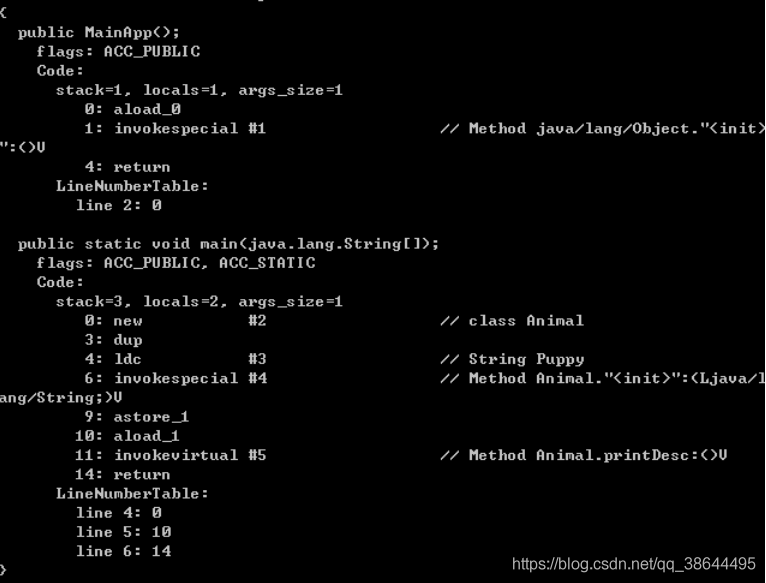 {
  public MainApp();
    flags: ACC_PUBLIC
    Code:
      stack=1, locals=1, args_size=1
         0: aload_0
         1: invokespecial #1                  // Method java/lang/Object."<init>
":()V
         4: return
      LineNumberTable:
        line 2: 0

  public static void main(java.lang.String[]);
    flags: ACC_PUBLIC, ACC_STATIC
    Code:
      stack=3, locals=2, args_size=1
         0: new           #2                  // class Animal
         3: dup
         4: ldc           #3                  // String Puppy
         6: invokespecial #4                  // Method Animal."<init>":(Ljava/l
ang/String;)V
         9: astore_1
        10: aload_1
        11: invokevirtual #5                  // Method Animal.printDesc:()V
        14: return
      LineNumberTable:
        line 4: 0
        line 5: 10
        line 6: 14
}
https://blog.csdn.net/qq_38644495